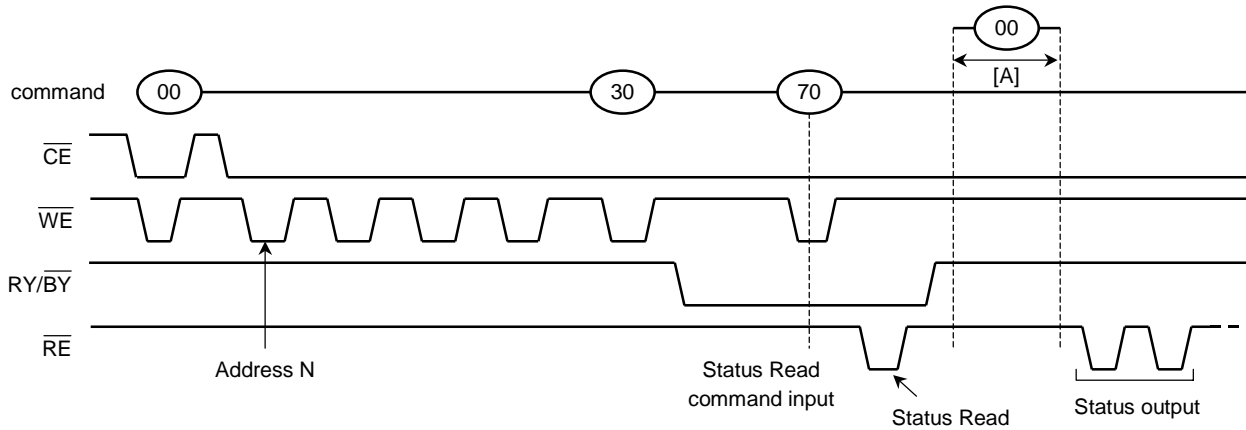 00
[A]
command 00 30 70
CE
WE
RY/BY
RE
Address N
Status Read
command input
Status Read
Status output